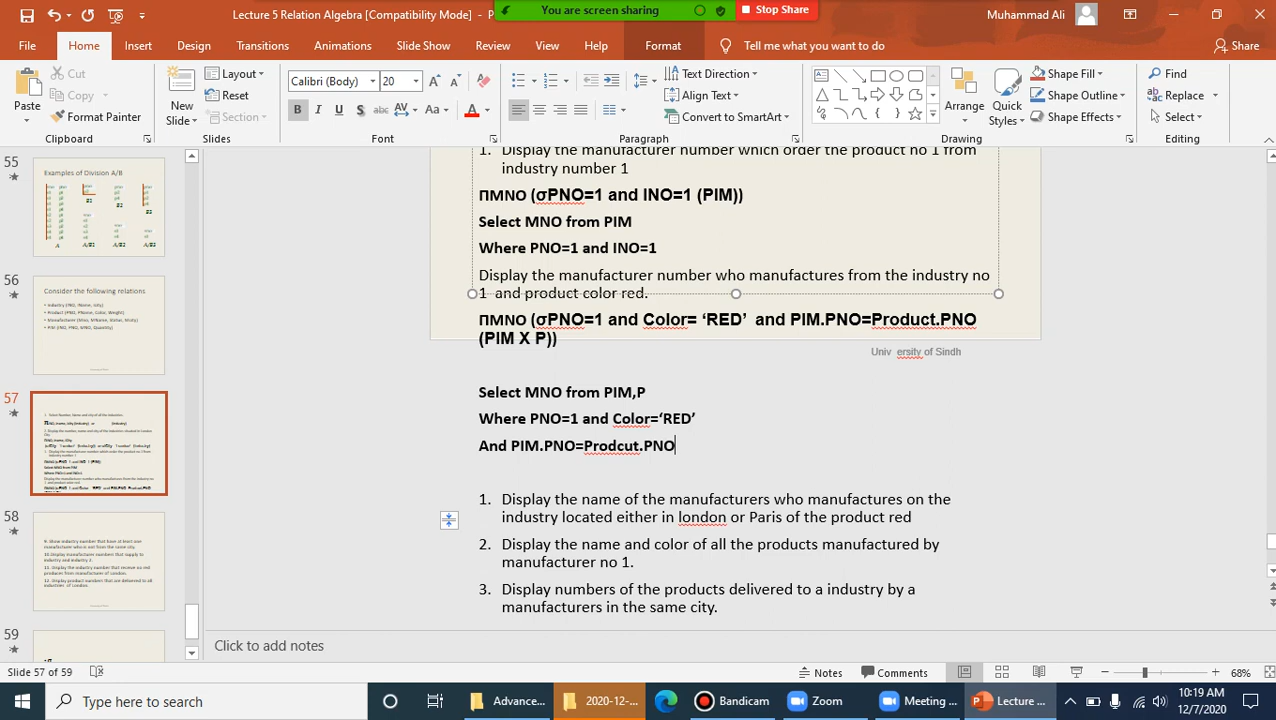 Lecture 5 Relation Algebra [Compatibility Mode] - P
You are screen sharing
Stop Share
Muhammad Ali
File Home Insert Design Transitions Animations Slide Show Review View Help Format Tell me what you want to do Share
Paste
Cut
Copy
Format Painter
Clipboard
New Slide
Layout
Reset
Section
Slides
Calibri (Body) 20
B I U S abc AV Aa A
Font
Paragraph
Text Direction
Align Text
Convert to SmartArt
Arrange
Quick Styles
Drawing
Shape Fill
Shape Outline
Shape Effects
Find
Replace
Select
Editing
55
Examples of Division A/B
56
Consider the following relations
57
58
59
1. Display the manufacturer number which order the product no 1 from
industry number 1
ΠMNO (σPNO=1 and INO=1 (PIM))
Select MNO from PIM
Where PNO=1 and INO=1
Display the manufacturer number who manufactures from the industry no
1 and product color red.
ΠMNO (σPNO=1 and Color= ‘RED’ and PIM.PNO=Product.PNO
(PIM X P))
Univ ersity of Sindh
Select MNO from PIM,P
Where PNO=1 and Color=‘RED’
And PIM.PNO=Prodcut.PNO
1. Display the name of the manufacturers who manufactures on the
industry located either in london or Paris of the product red
2. Display the name and color of all the products manufactured by
manufacturer no 1.
3. Display numbers of the products delivered to a industry by a
manufacturers in the same city.
Click to add notes
Slide 57 of 59
Notes
Comments
68%
Type here to search
Advance...
2020-12-...
Bandicam
Zoom
Meeting ...
Lecture ...
10:19 AM
12/7/2020